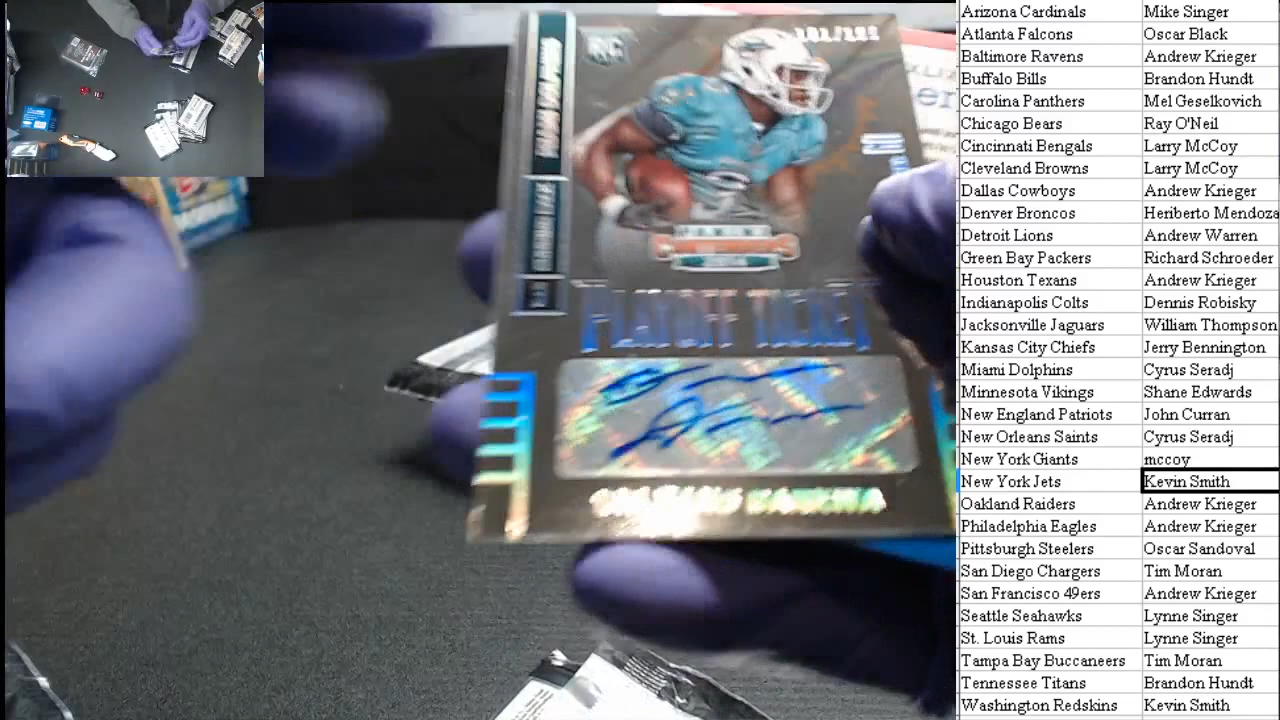 RC
PLAYOFF TICKET
Arizona Cardinals Mike Singer
Atlanta Falcons Oscar Black
Baltimore Ravens Andrew Krieger
Buffalo Bills Brandon Hundt
Carolina Panthers Mel Geselkovich
Chicago Bears Ray O'Neil
Cincinnati Bengals Larry McCoy
Cleveland Browns Larry McCoy
Dallas Cowboys Andrew Krieger
Denver Broncos Heriberto Mendoza
Detroit Lions Andrew Warren
Green Bay Packers Richard Schroeder
Houston Texans Andrew Krieger
Indianapolis Colts Dennis Robisky
Jacksonville Jaguars William Thompson
Kansas City Chiefs Jerry Bennington
Miami Dolphins Cyrus Seradj
Minnesota Vikings Shane Edwards
New England Patriots John Curran
New Orleans Saints Cyrus Seradj
New York Giants mccoy
New York Jets Kevin Smith
Oakland Raiders Andrew Krieger
Philadelphia Eagles Andrew Krieger
Pittsburgh Steelers Oscar Sandoval
San Diego Chargers Tim Moran
San Francisco 49ers Andrew Krieger
Seattle Seahawks Lynne Singer
St. Louis Rams Lynne Singer
Tampa Bay Buccaneers Tim Moran
Tennessee Titans Brandon Hundt
Washington Redskins Kevin Smith